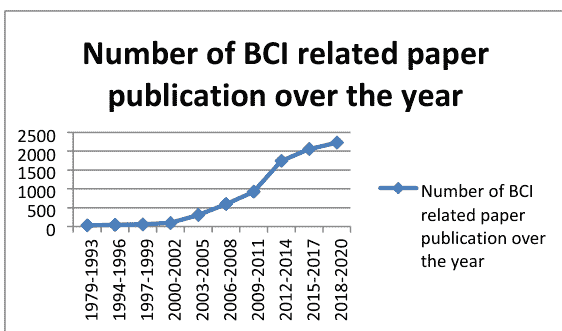 Number of BCI related paper
publication over the year
2500
2000
1500
1000
500
0
1979-1993
1994-1996
1997-1999
2000-2002
2003-2005
2006-2008
2009-2011
2012-2014
2015-2017
2018-2020
Number of BCI
related paper
publication over
the year